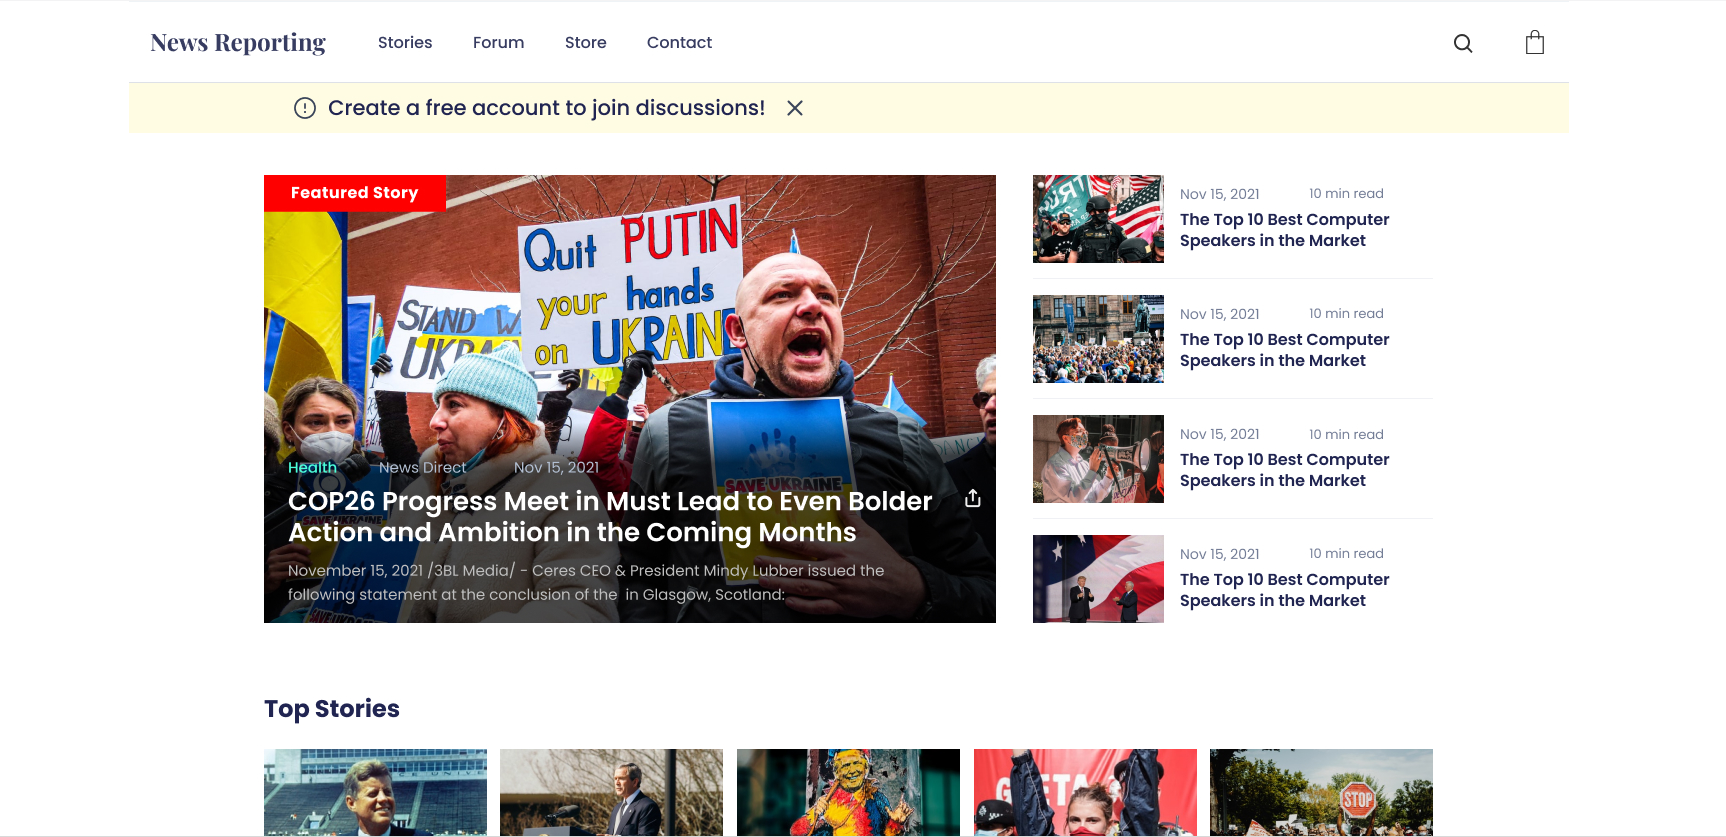 News Reporting
Stories
Forum
Store
Contact
Create a free account to join discussions!
Featured Story
Quit PUTIN
your hands
on UKRAINE
STAND
SAVE UKRAINE
SAVE UKRAINE
Health
News Direct
Nov 15, 2021
COP26 Progress Meet in Must Lead to Even Bolder
Action and Ambition in the Coming Months
November 15, 2021 /3BL Media/ - Ceres CEO & President Mindy Lubber issued the
following statement at the conclusion of the in Glasgow, Scotland:
Nov 15, 2021
10 min read
The Top 10 Best Computer
Speakers in the Market
Nov 15, 2021
10 min read
The Top 10 Best Computer
Speakers in the Market
Nov 15, 2021
10 min read
The Top 10 Best Computer
Speakers in the Market
Nov 15, 2021
10 min read
The Top 10 Best Computer
Speakers in the Market
Top Stories
STOP